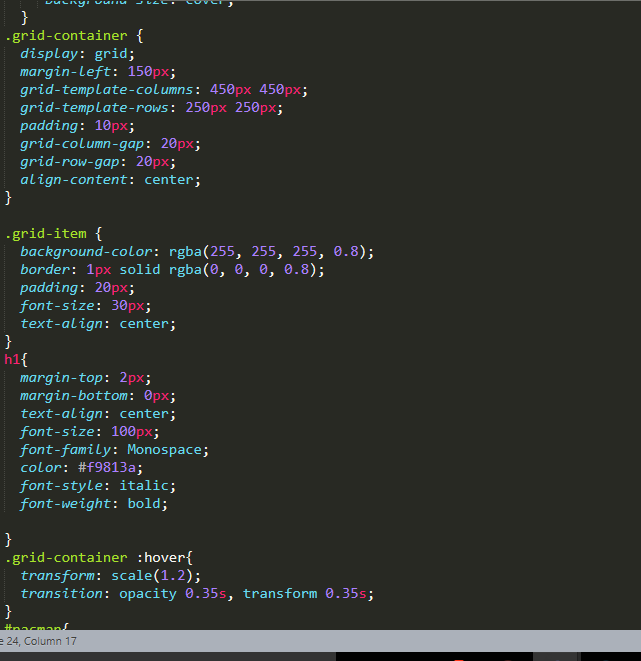 background-size: cover;
}
.grid-container {
display: grid;
margin-left: 150px;
grid-template-columns: 450px 450px;
grid-template-rows: 250px 250px;
padding: 10px;
grid-column-gap: 20px;
grid-row-gap: 20px;
align-content: center;
}
.grid-item {
background-color: rgba(255, 255, 255, 0.8);
border: 1px solid rgba(0, 0, 0, 0.8);
padding: 20px;
font-size: 30px;
text-align: center;
}
h1{
margin-top: 2px;
margin-bottom: 0px;
text-align: center;
font-size: 100px;
font-family: Monospace;
color: #f9813a;
font-style: italic;
font-weight: bold;
}
.grid-container :hover{
transform: scale(1.2);
transition: opacity 0.35s, transform 0.35s;
}
#pacman{
e 24, Column 17